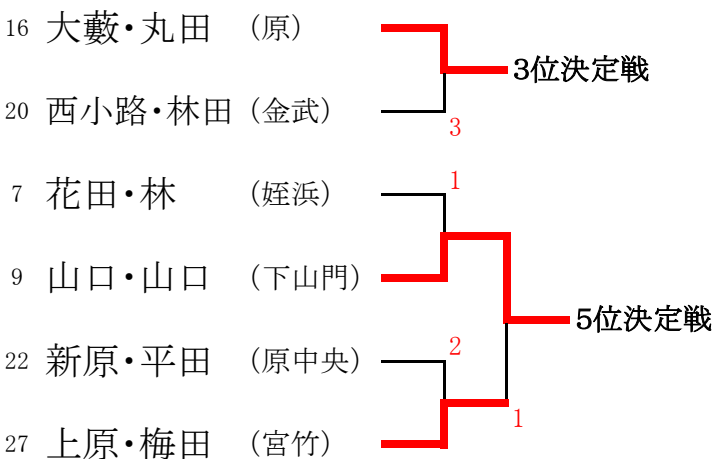 16 大藪・丸田 （原）
3位決定戦
20 西小路・林田 （金武）
3
1
7 花田・林 （姪浜）
9 山口・山口 （下山門）
5位決定戦
2
22 新原・平田 （原中央）
1
27 上原・梅田 （宮竹）